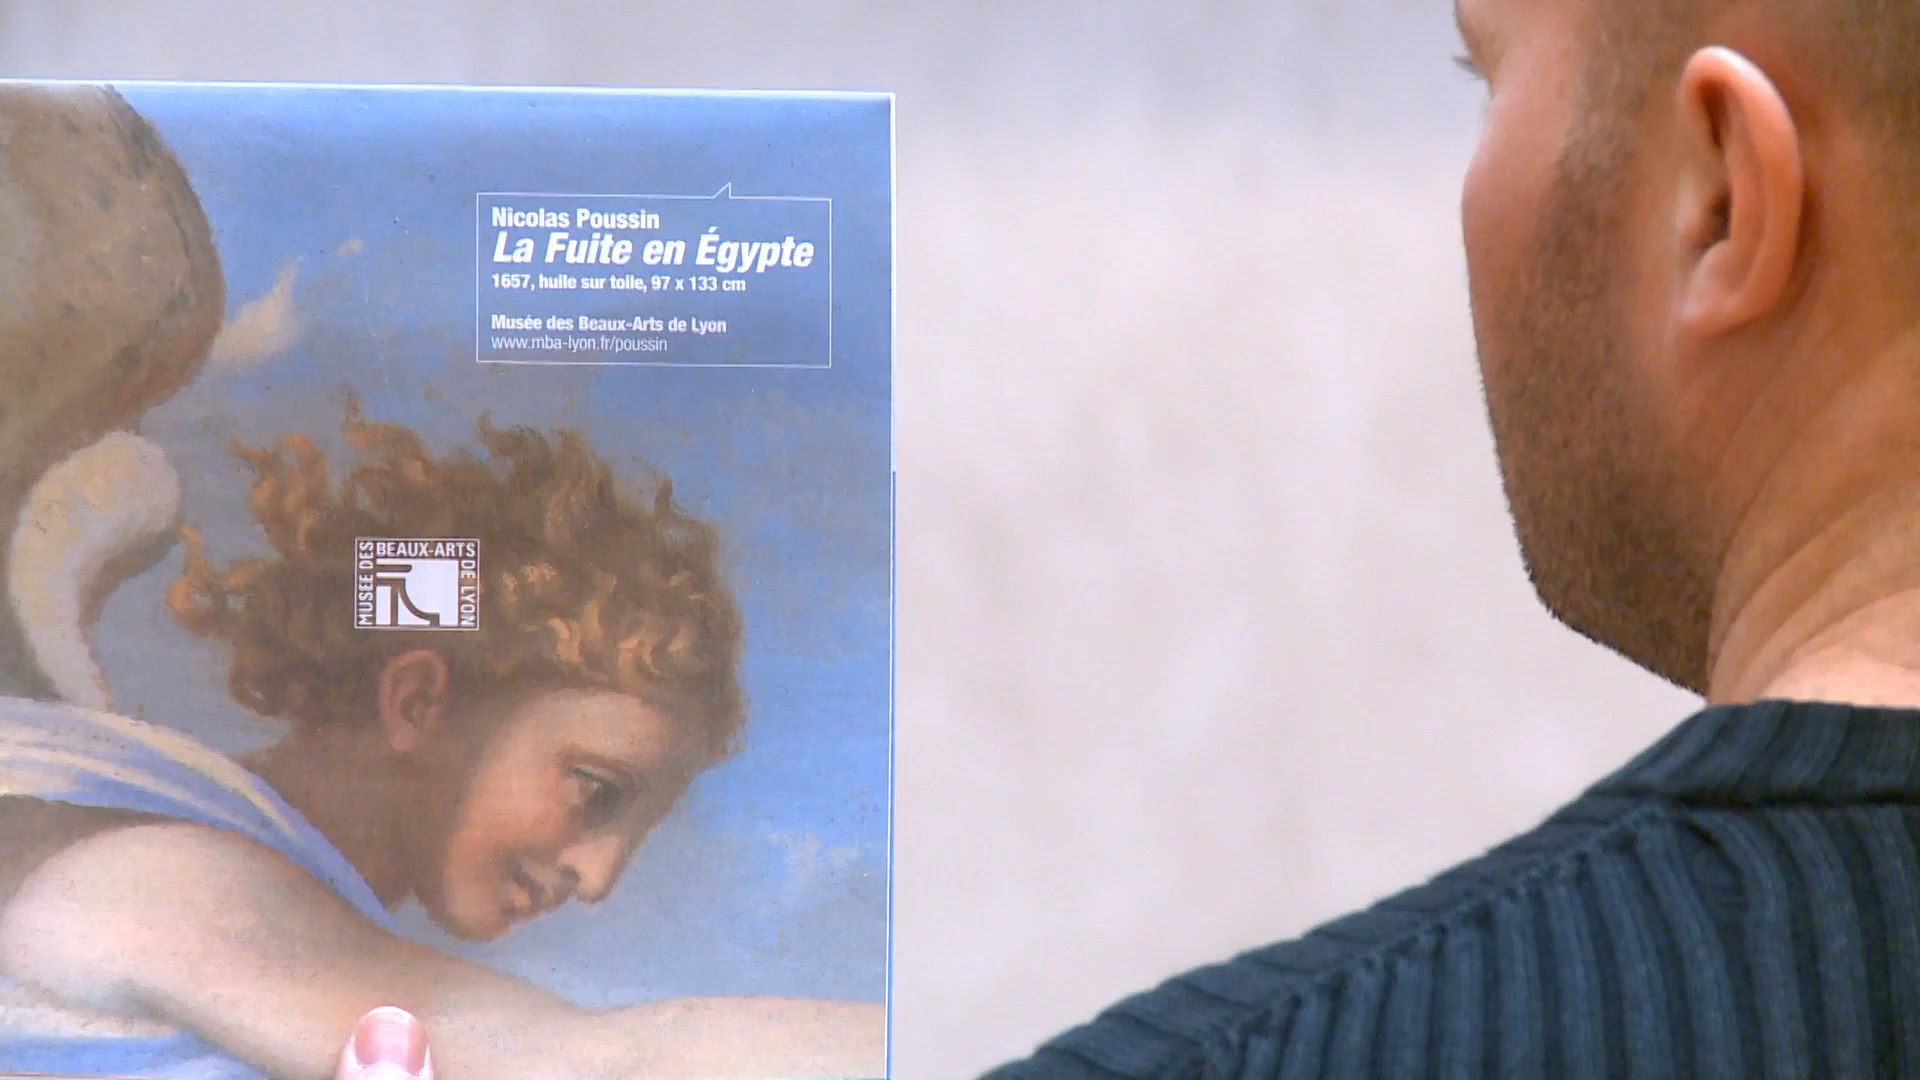 Nicolas Poussin
La Fuite en Égypte
1657, huile sur toile, 97 x 133 cm
Musée des Beaux-Arts de Lyon
www.mba-lyon.fr/poussin
MUSEE DES
BEAUX-ARTS
DE LYON